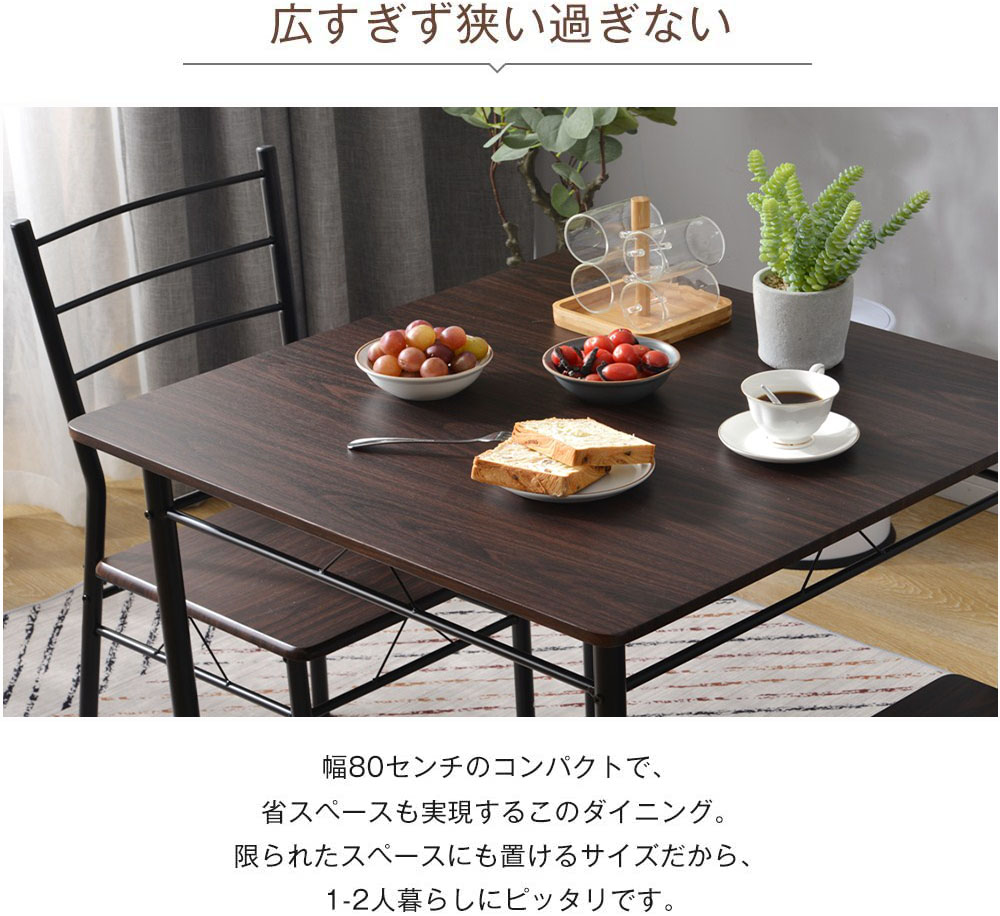 広すぎず狭い過ぎない
幅80センチのコンパクトで、
省スペースも実現するこのダイニング。
限られたスペースにも置けるサイズだから、
1-2人暮らしにピッタリです。